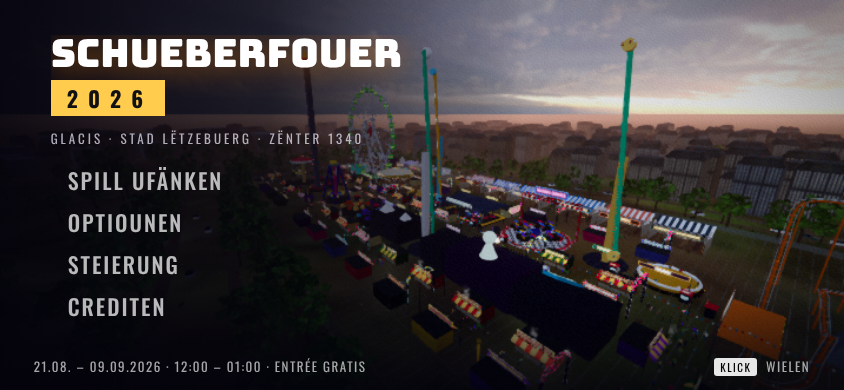 SCHUEBERFOUER
2026
GLACIS · STAD LËTZEBUERG · ZËNTER 1340
SPILL UFÄNKEN
OPTIOUNEN
STEIERUNG
CREDITEN
21.08. – 09.09.2026 · 12:00 – 01:00 · ENTRÉE GRATIS
KLICK WIELEN